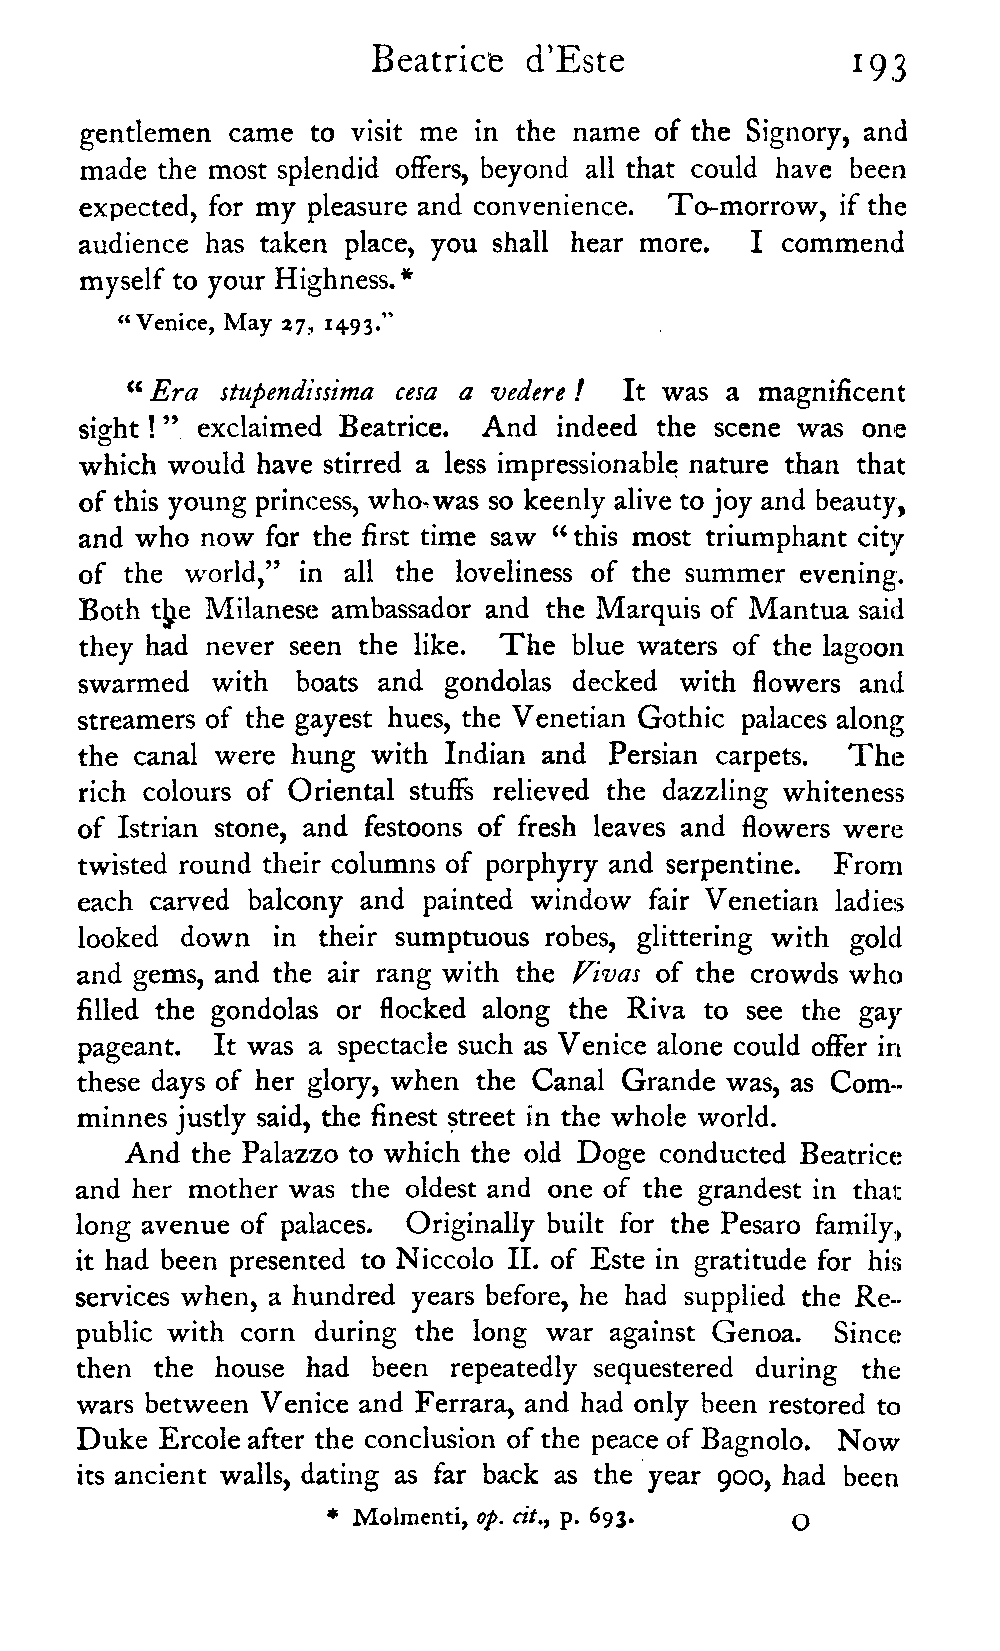 Beatrice d'Este 193
gentlemen came to visit me in the name of the Signory, and
made the most splendid offers, beyond all that could have been
expected, for my pleasure and convenience. To-morrow, if the
audience has taken place, you shall hear more. I commend
myself to your Highness.*
"Venice, May 27, 1493."
"Era stupendissima cesa a vedere! It was a magnificent
sight!" exclaimed Beatrice. And indeed the scene was one
which would have stirred a less impressionable nature than that
of this young princess, who was so keenly alive to joy and beauty,
and who now for the first time saw "this most triumphant city
of the world," in all the loveliness of the summer evening.
Both the Milanese ambassador and the Marquis of Mantua said
they had never seen the like. The blue waters of the lagoon
swarmed with boats and gondolas decked with flowers and
streamers of the gayest hues, the Venetian Gothic palaces along
the canal were hung with Indian and Persian carpets. The
rich colours of Oriental stuffs relieved the dazzling whiteness
of Istrian stone, and festoons of fresh leaves and flowers were
twisted round their columns of porphyry and serpentine. From
each carved balcony and painted window fair Venetian ladies
looked down in their sumptuous robes, glittering with gold
and gems, and the air rang with the Vivas of the crowds who
filled the gondolas or flocked along the Riva to see the gay
pageant. It was a spectacle such as Venice alone could offer in
these days of her glory, when the Canal Grande was, as Com-
minnes justly said, the finest street in the whole world.
And the Palazzo to which the old Doge conducted Beatrice
and her mother was the oldest and one of the grandest in that
long avenue of palaces. Originally built for the Pesaro family,
it had been presented to Niccolo II. of Este in gratitude for his
services when, a hundred years before, he had supplied the Re-
public with corn during the long war against Genoa. Since
then the house had been repeatedly sequestered during the
wars between Venice and Ferrara, and had only been restored to
Duke Ercole after the conclusion of the peace of Bagnolo. Now
its ancient walls, dating as far back as the year 900, had been
* Molmenti, op. cit., p. 693. O